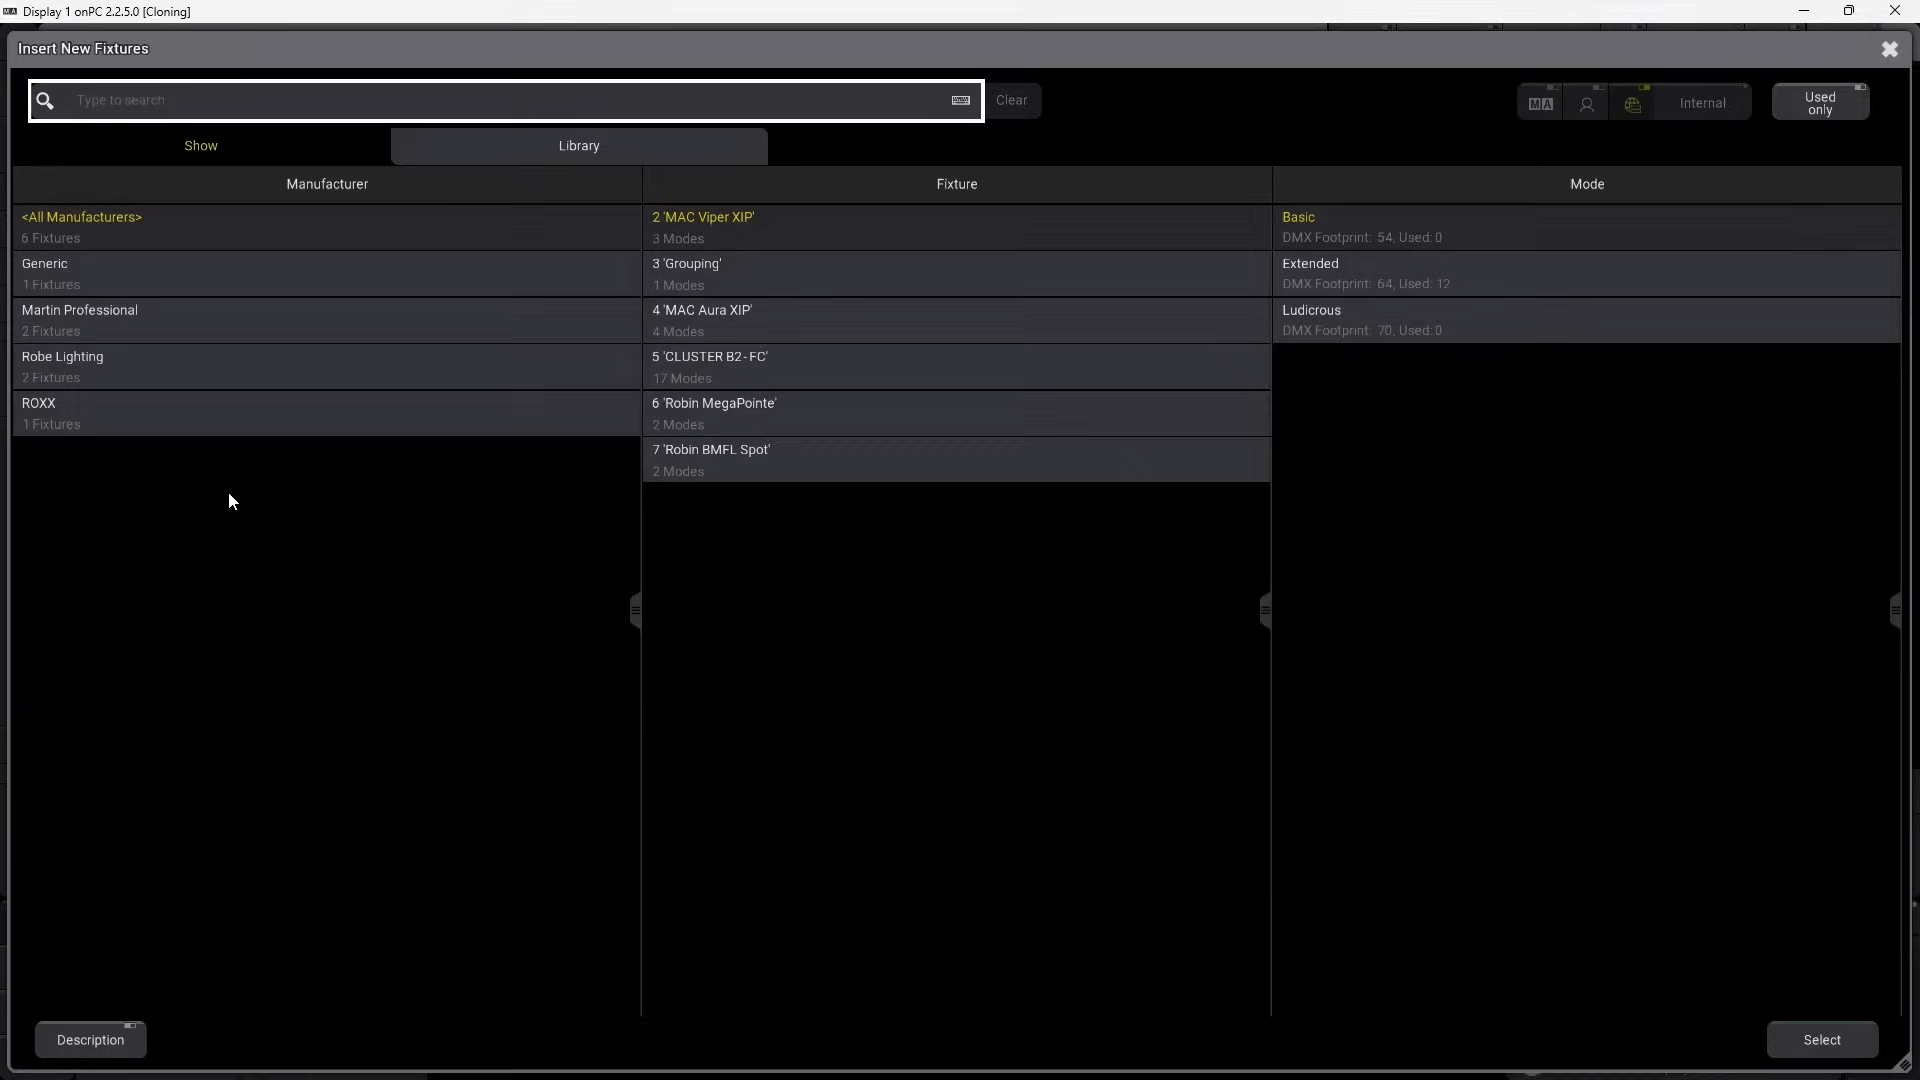 MA Display 1 onPC 2.2.5.0 [Cloning]
Insert New Fixtures
Type to search
Clear
MA
Internal
Used
only
Show
Library
Manufacturer
Fixture
Mode
<All Manufacturers>
6 Fixtures
Generic
1 Fixtures
Martin Professional
2 Fixtures
Robe Lighting
2 Fixtures
ROXX
1 Fixtures
2 'MAC Viper XIP'
3 Modes
3 'Grouping'
1 Modes
4 'MAC Aura XIP'
4 Modes
5 'CLUSTER B2-FC'
17 Modes
6 'Robin MegaPointe'
2 Modes
7 'Robin BMFL Spot'
2 Modes
Basic
DMX Footprint: 54, Used: 0
Extended
DMX Footprint: 64, Used: 12
Ludicrous
DMX Footprint: 70, Used: 0
Description
Select